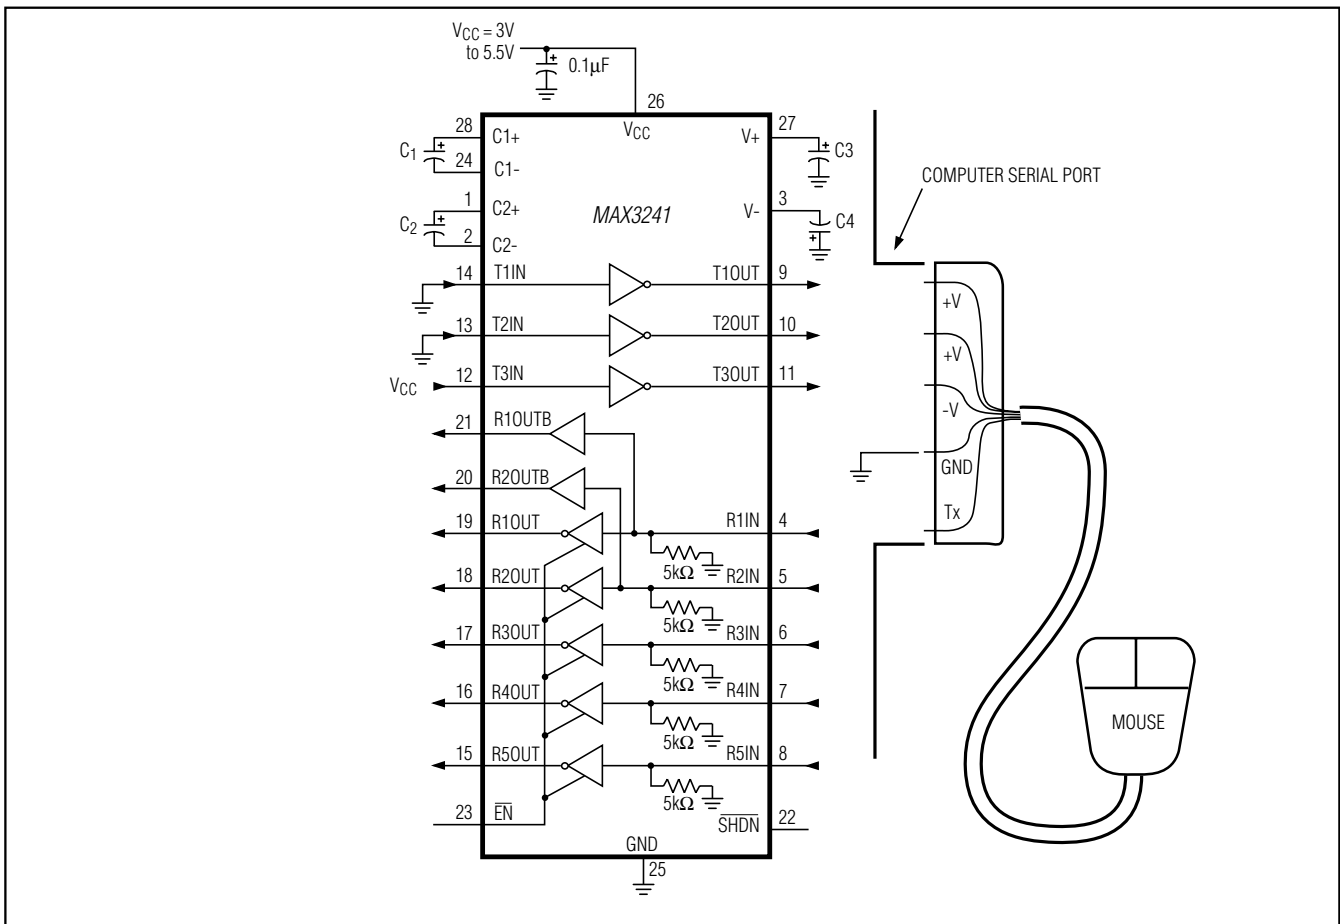 VCC = 3V
to 5.5V
0.1μF
26
VCC
28
C1+
C1
24
C1-
1
C2+
C2
2
C2-
MAX3241
27
V+
C3
3
V-
C4
COMPUTER SERIAL PORT
14 T1IN T1OUT 9
13 T2IN T2OUT 10
VCC 12 T3IN T3OUT 11
21 R1OUTB
20 R2OUTB
19 R1OUT R1IN 4
5kΩ
18 R2OUT R2IN 5
5kΩ
17 R3OUT R3IN 6
5kΩ
16 R4OUT R4IN 7
5kΩ
15 R5OUT R5IN 8
5kΩ
23 EN SHDN 22
GND
25
+V
+V
-V
GND
Tx
MOUSE